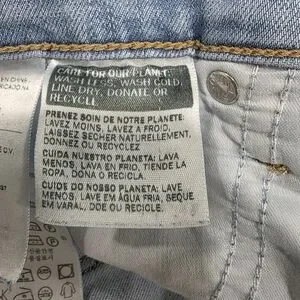 CARE FOR OUR PLANET:
WASH LESS, WASH COLD,
LINE DRY, DONATE OR
RECYCLE
PRENEZ SOIN DE NOTRE PLANETE:
LAVEZ MOINS, LAVEZ A FROID,
LAISSEZ SECHER NATURELLEMENT,
DONNEZ OU RECYCLEZ
CUIDA NUESTRO PLANETA: LAVA
MENOS, LAVA EN FRIO, TIENDE LA
ROPA, DONA O RECICLA.
CUIDE DO NOSSO PLANETA: LAVE
MENOS, LAVE EM ÁGUA FRIA, SEQUE
EM VARAL, DOE OU RECICLE.